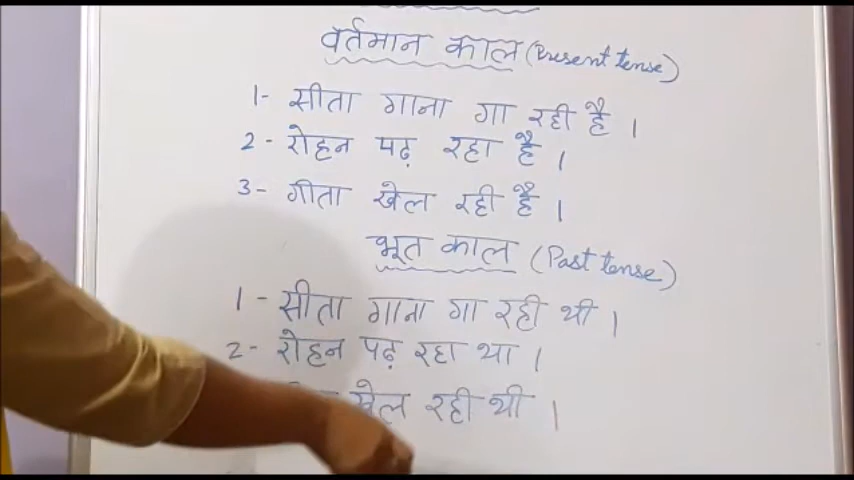 वर्तमान काल (Present tense)
1- सीता गाना गा रही है ।
2- रोहन पढ़ रहा है ।
3- गीता खेल रही है ।
भूत काल (Past tense)
1- सीता गाना गा रही थी ।
2- रोहन पढ़ रहा था ।
खेल रही थी ।